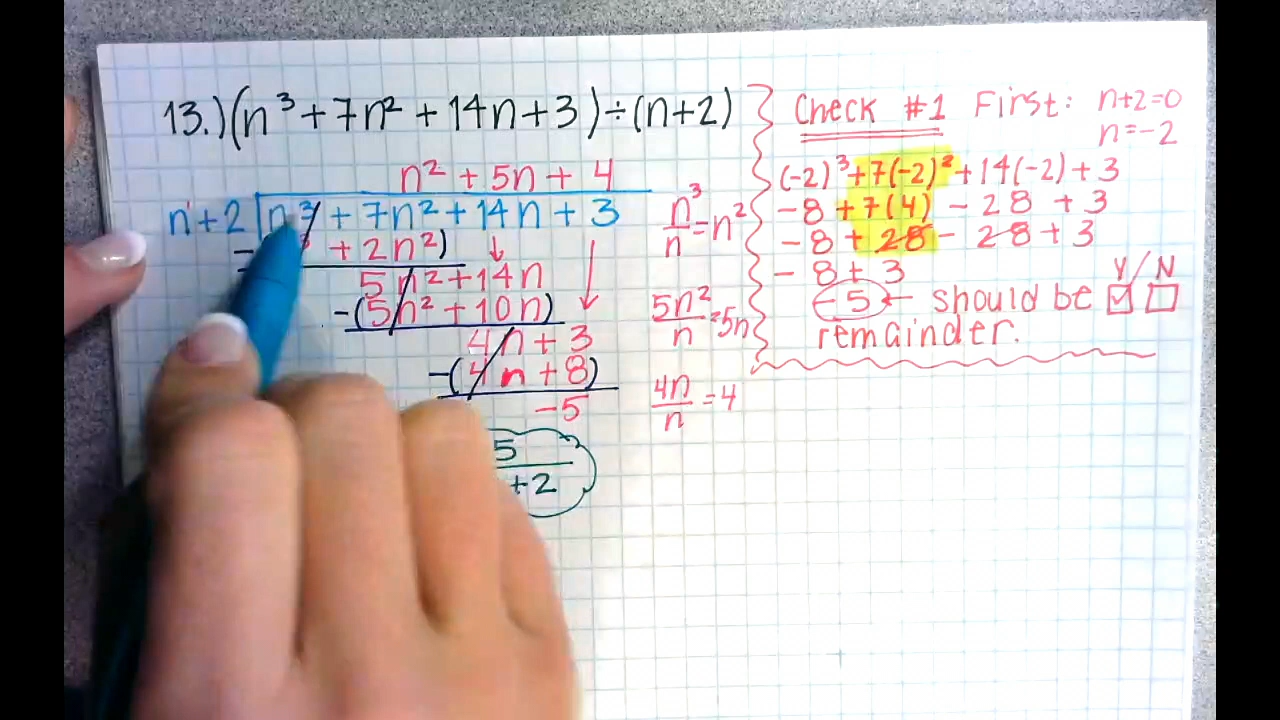 13.) (n³ + 7n² + 14n + 3) ÷ (n+2)
n² + 5n + 4
n + 2 n³ + 7n² + 14n + 3
+ 2n²)
5n² + 14n
-(5n² + 10n)
4n + 3
-(4n + 8)
-5
5
+2
n³/n = n²
5n²/n = 5n
4n/n = 4
Check #1 First: n+2=0
n=-2
(-2)³ + 7(-2)² + 14(-2) + 3
-8 + 7(4) - 28 + 3
-8 + 28 - 28 + 3
-8 + 3
Y/N
-5 ← should be
remainder.